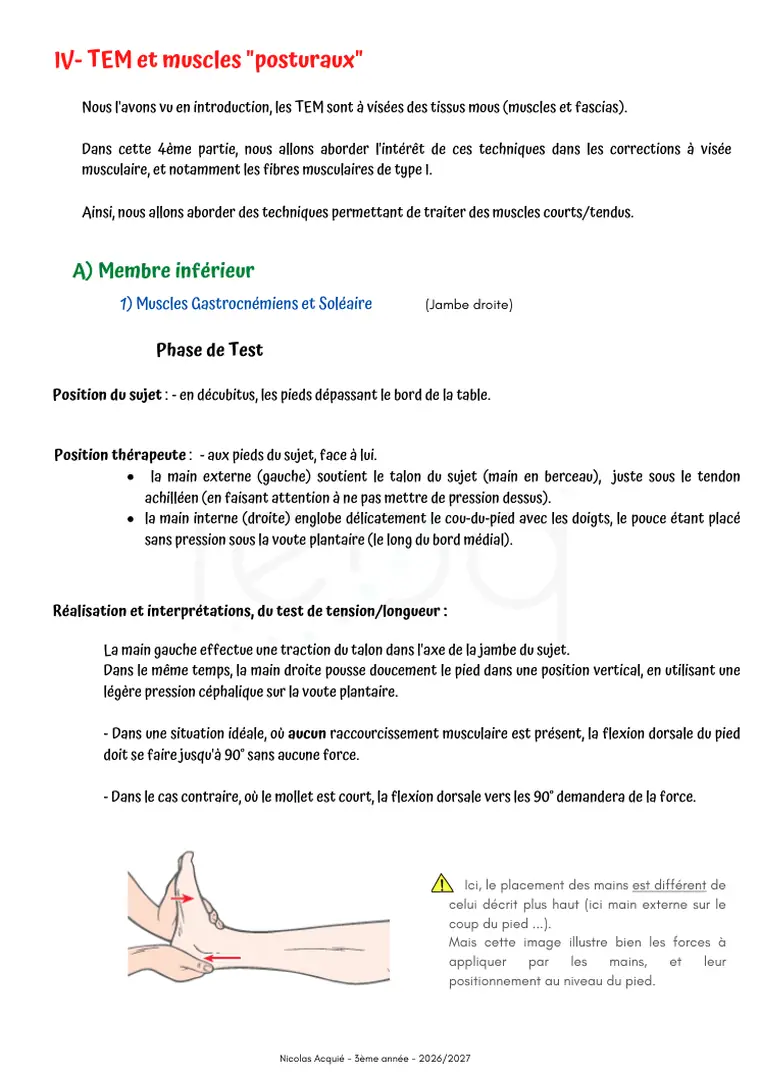 IV- TEM et muscles "posturaux"
Nous l'avons vu en introduction, les TEM sont à visées des tissus mous (muscles et fascias).
Dans cette 4ème partie, nous allons aborder l'intérêt de ces techniques dans les corrections à visée
musculaire, et notamment les fibres musculaires de type I.
Ainsi, nous allons aborder des techniques permettant de traiter des muscles courts/tendus.
A) Membre inférieur
1) Muscles Gastrocnémiens et Soléaire (Jambe droite)
Phase de Test
Position du sujet : - en décubitus, les pieds dépassant le bord de la table.
Position thérapeute : - aux pieds du sujet, face à lui.
• la main externe (gauche) soutient le talon du sujet (main en berceau), juste sous le tendon
achilléen (en faisant attention à ne pas mettre de pression dessus).
• la main interne (droite) englobe délicatement le cou-du-pied avec les doigts, le pouce étant placé
sans pression sous la voute plantaire (le long du bord médial).
Réalisation et interprétations, du test de tension/longueur :
La main gauche effectue une traction du talon dans l'axe de la jambe du sujet.
Dans le même temps, la main droite pousse doucement le pied dans une position vertical, en utilisant une
légère pression céphalique sur la voute plantaire.
- Dans une situation idéale, où aucun raccourcissement musculaire est présent, la flexion dorsale du pied
doit se faire jusqu'à 90° sans aucune force.
- Dans le cas contraire, où le mollet est court, la flexion dorsale vers les 90° demandera de la force.
Ici, le placement des mains est différent de
celui décrit plus haut (ici main externe sur le
coup du pied ...).
Mais cette image illustre bien les forces à
appliquer par les mains, et leur
positionnement au niveau du pied.
Nicolas Acquié - 3ème année - 2026/2027